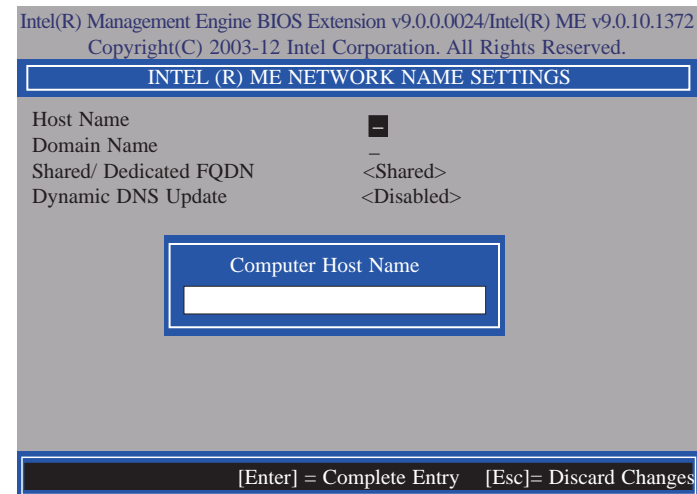 Intel(R) Management Engine BIOS Extension v9.0.0.0024/Intel(R) ME v9.0.10.1372
Copyright(C) 2003-12 Intel Corporation. All Rights Reserved.
INTEL (R) ME NETWORK NAME SETTINGS
Host Name _
Domain Name _
Shared/ Dedicated FQDN <Shared>
Dynamic DNS Update <Disabled>
Computer Host Name
[Enter] = Complete Entry [Esc]= Discard Changes